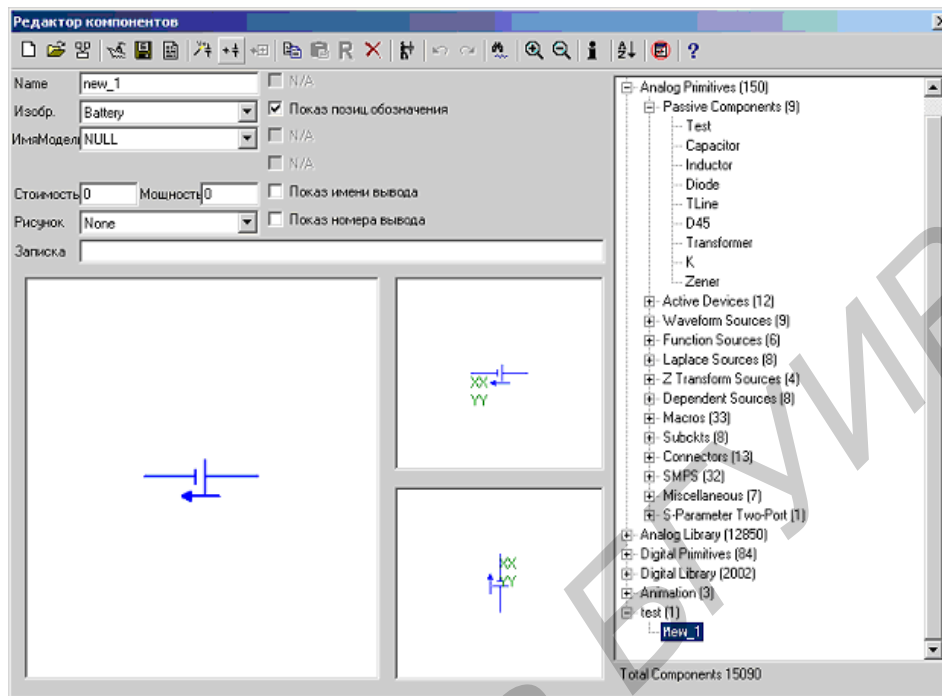 Редактор компонентов
Name new_1
N/A
Изобр. Battery
Показ позиц.обозначения
ИмяМодел NULL
N/A
N/A
Стоимость 0 Мощность 0
Показ имени вывода
Рисунок None
Показ номера вывода
Записка
XX
YY
XX
YY
Analog Primitives (150)
Passive Components (9)
Test
Capacitor
Inductor
Diode
TLine
D45
Transformer
K
Zener
Active Devices (12)
Waveform Sources (9)
Function Sources (6)
Laplace Sources (8)
Z Transform Sources (4)
Dependent Sources (8)
Macros (33)
Subckts (8)
Connectors (13)
SMPS (32)
Miscellaneous (7)
S-Parameter Two-Port (1)
Analog Library (12850)
Digital Primitives (84)
Digital Library (2002)
Animation (3)
test (1)
New_1
Total Components 15090
БГУИР